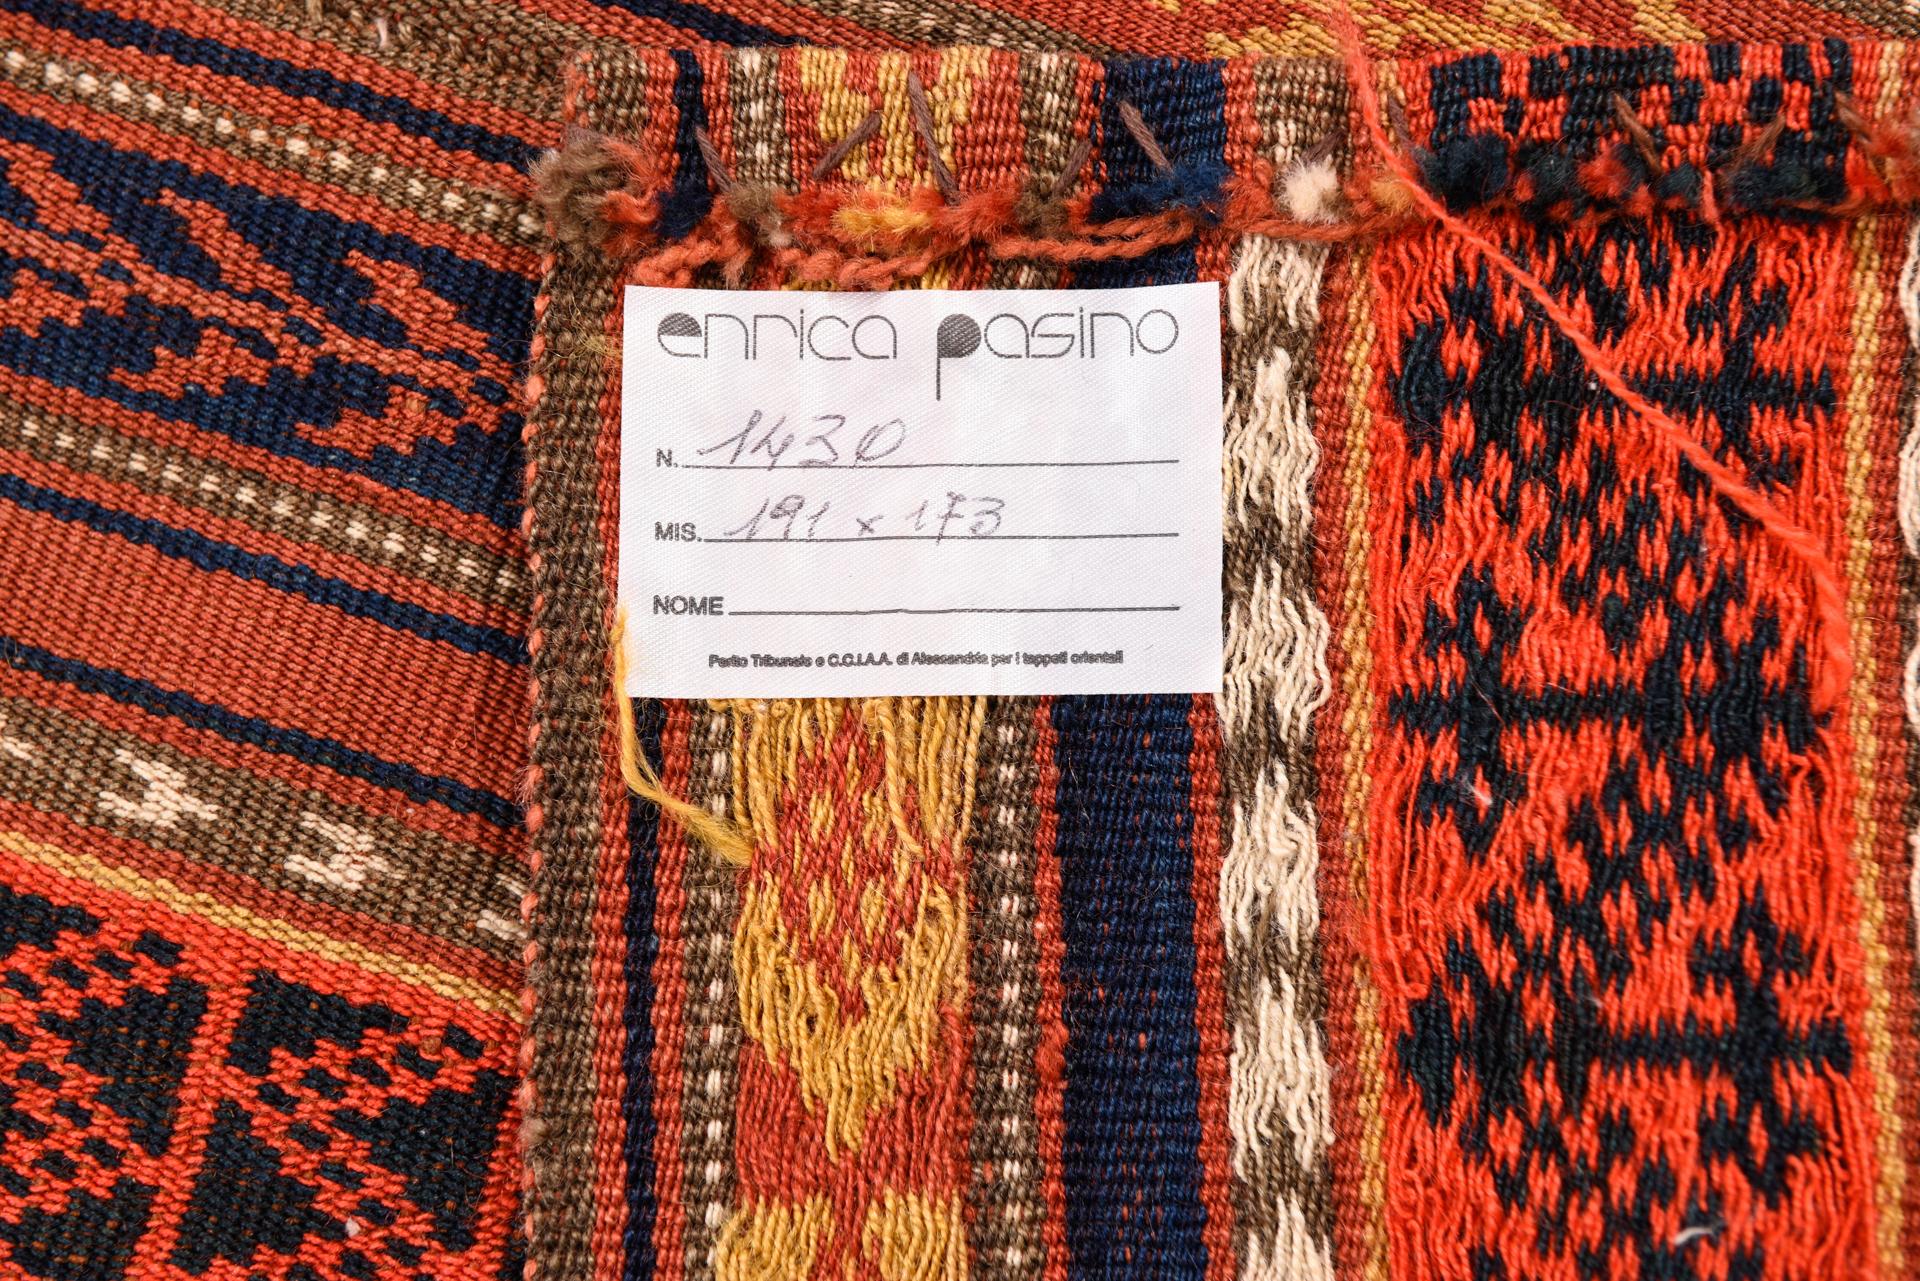 enrica pasino
N. 1430
MIS. 191 x 173
NOME
Perito Tribunale e C.C.I.A.A. di Alessandria per i tappeti orientali